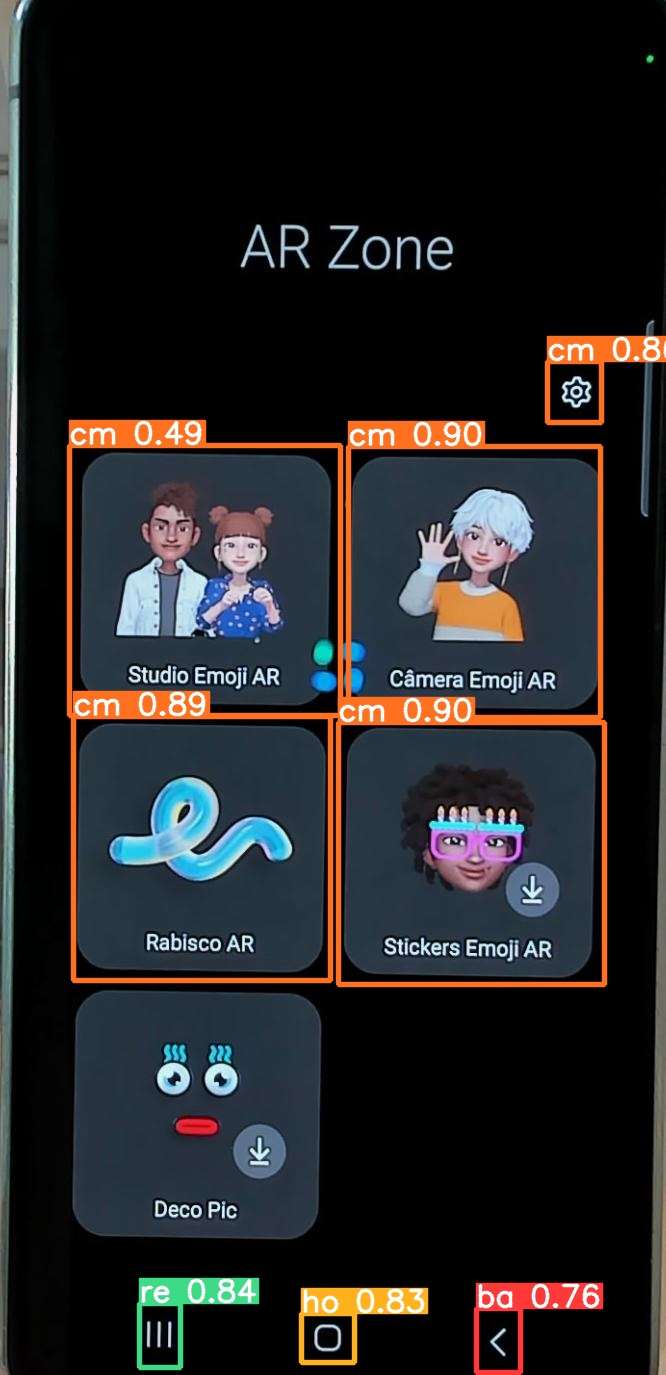 AR Zone
cm 0.8
cm 0.49
cm 0.90
Studio Emoji AR
Câmera Emoji AR
cm 0.89
cm 0.90
Rabisco AR
Stickers Emoji AR
Deco Pic
re 0.84
ho 0.83
ba 0.76